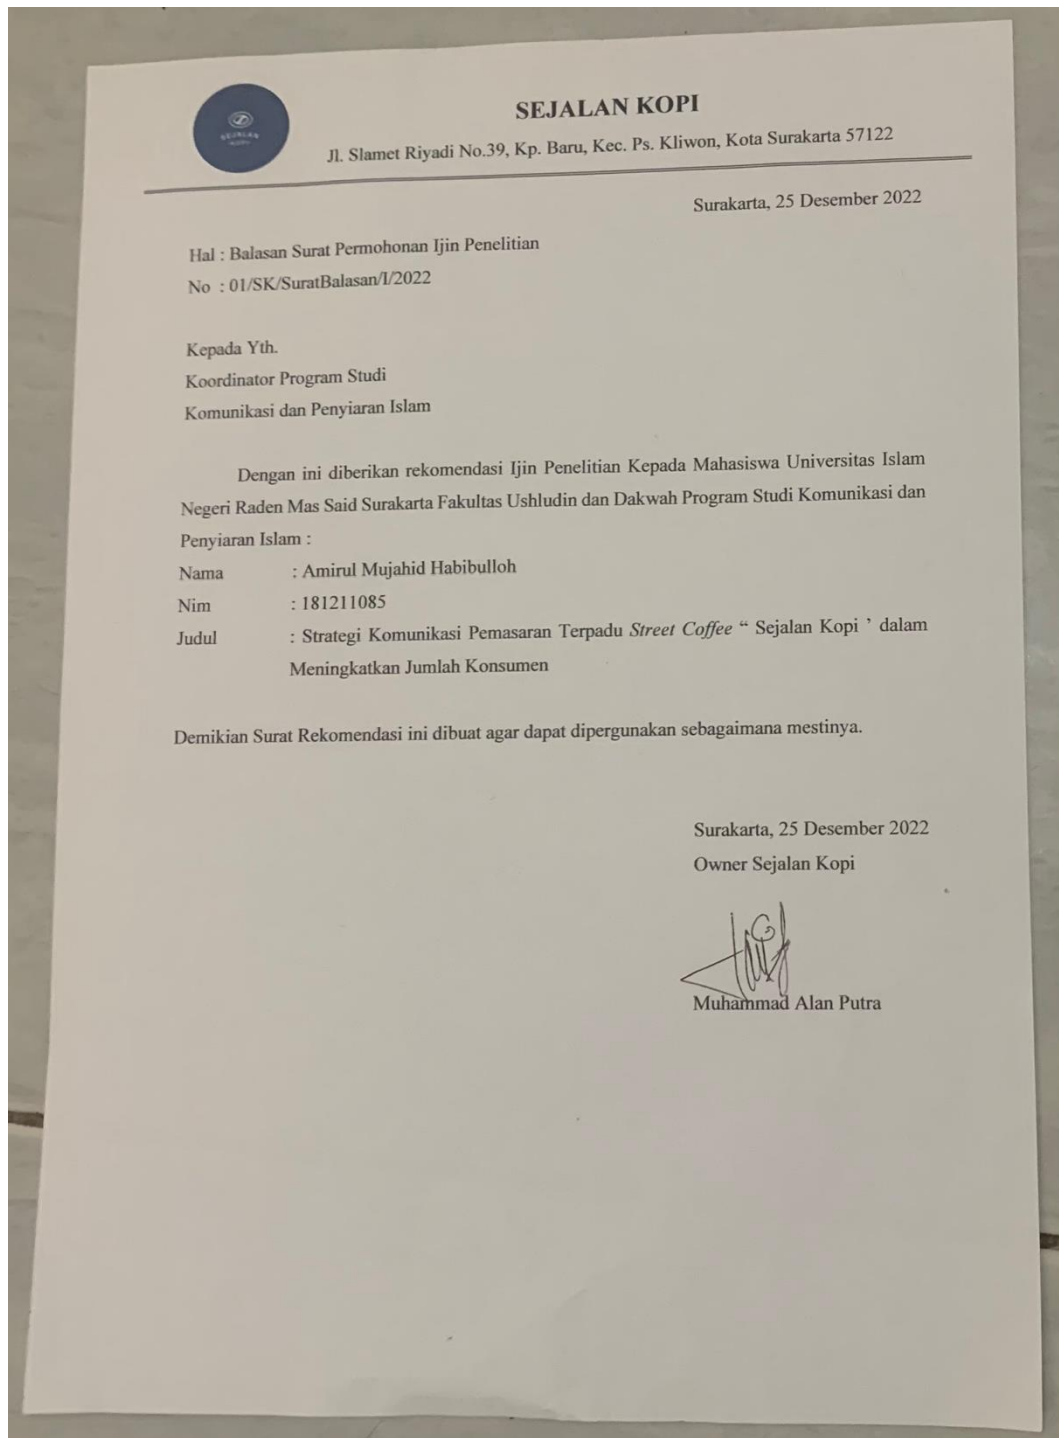 SEJALAN
KOPI
SEJALAN KOPI
Jl. Slamet Riyadi No.39, Kp. Baru, Kec. Ps. Kliwon, Kota Surakarta 57122
Surakarta, 25 Desember 2022
Hal : Balasan Surat Permohonan Ijin Penelitian
No : 01/SK/SuratBalasan/I/2022
Kepada Yth.
Koordinator Program Studi
Komunikasi dan Penyiaran Islam
Dengan ini diberikan rekomendasi Ijin Penelitian Kepada Mahasiswa Universitas Islam
Negeri Raden Mas Said Surakarta Fakultas Ushludin dan Dakwah Program Studi Komunikasi dan
Penyiaran Islam :
Nama : Amirul Mujahid Habibulloh
Nim : 181211085
Judul : Strategi Komunikasi Pemasaran Terpadu Street Coffee “ Sejalan Kopi ’ dalam
Meningkatkan Jumlah Konsumen
Demikian Surat Rekomendasi ini dibuat agar dapat dipergunakan sebagaimana mestinya.
Surakarta, 25 Desember 2022
Owner Sejalan Kopi
Muhammad Alan Putra